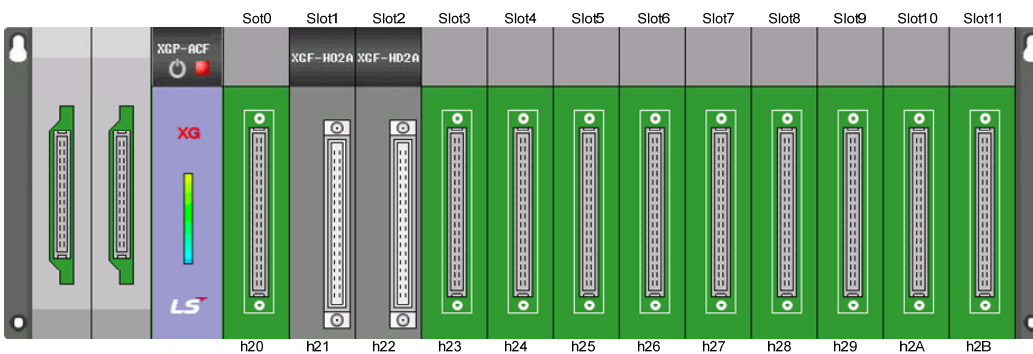 Sot0 Slot1 Slot2 Slot3 Slot4 Slot5 Slot6 Slot7 Slot8 Slot9 Slot10 Slot11
XGP-ACF
XGF-HO2A XGF-HD2A
XG
LS
h20 h21 h22 h23 h24 h25 h26 h27 h28 h29 h2A h2B